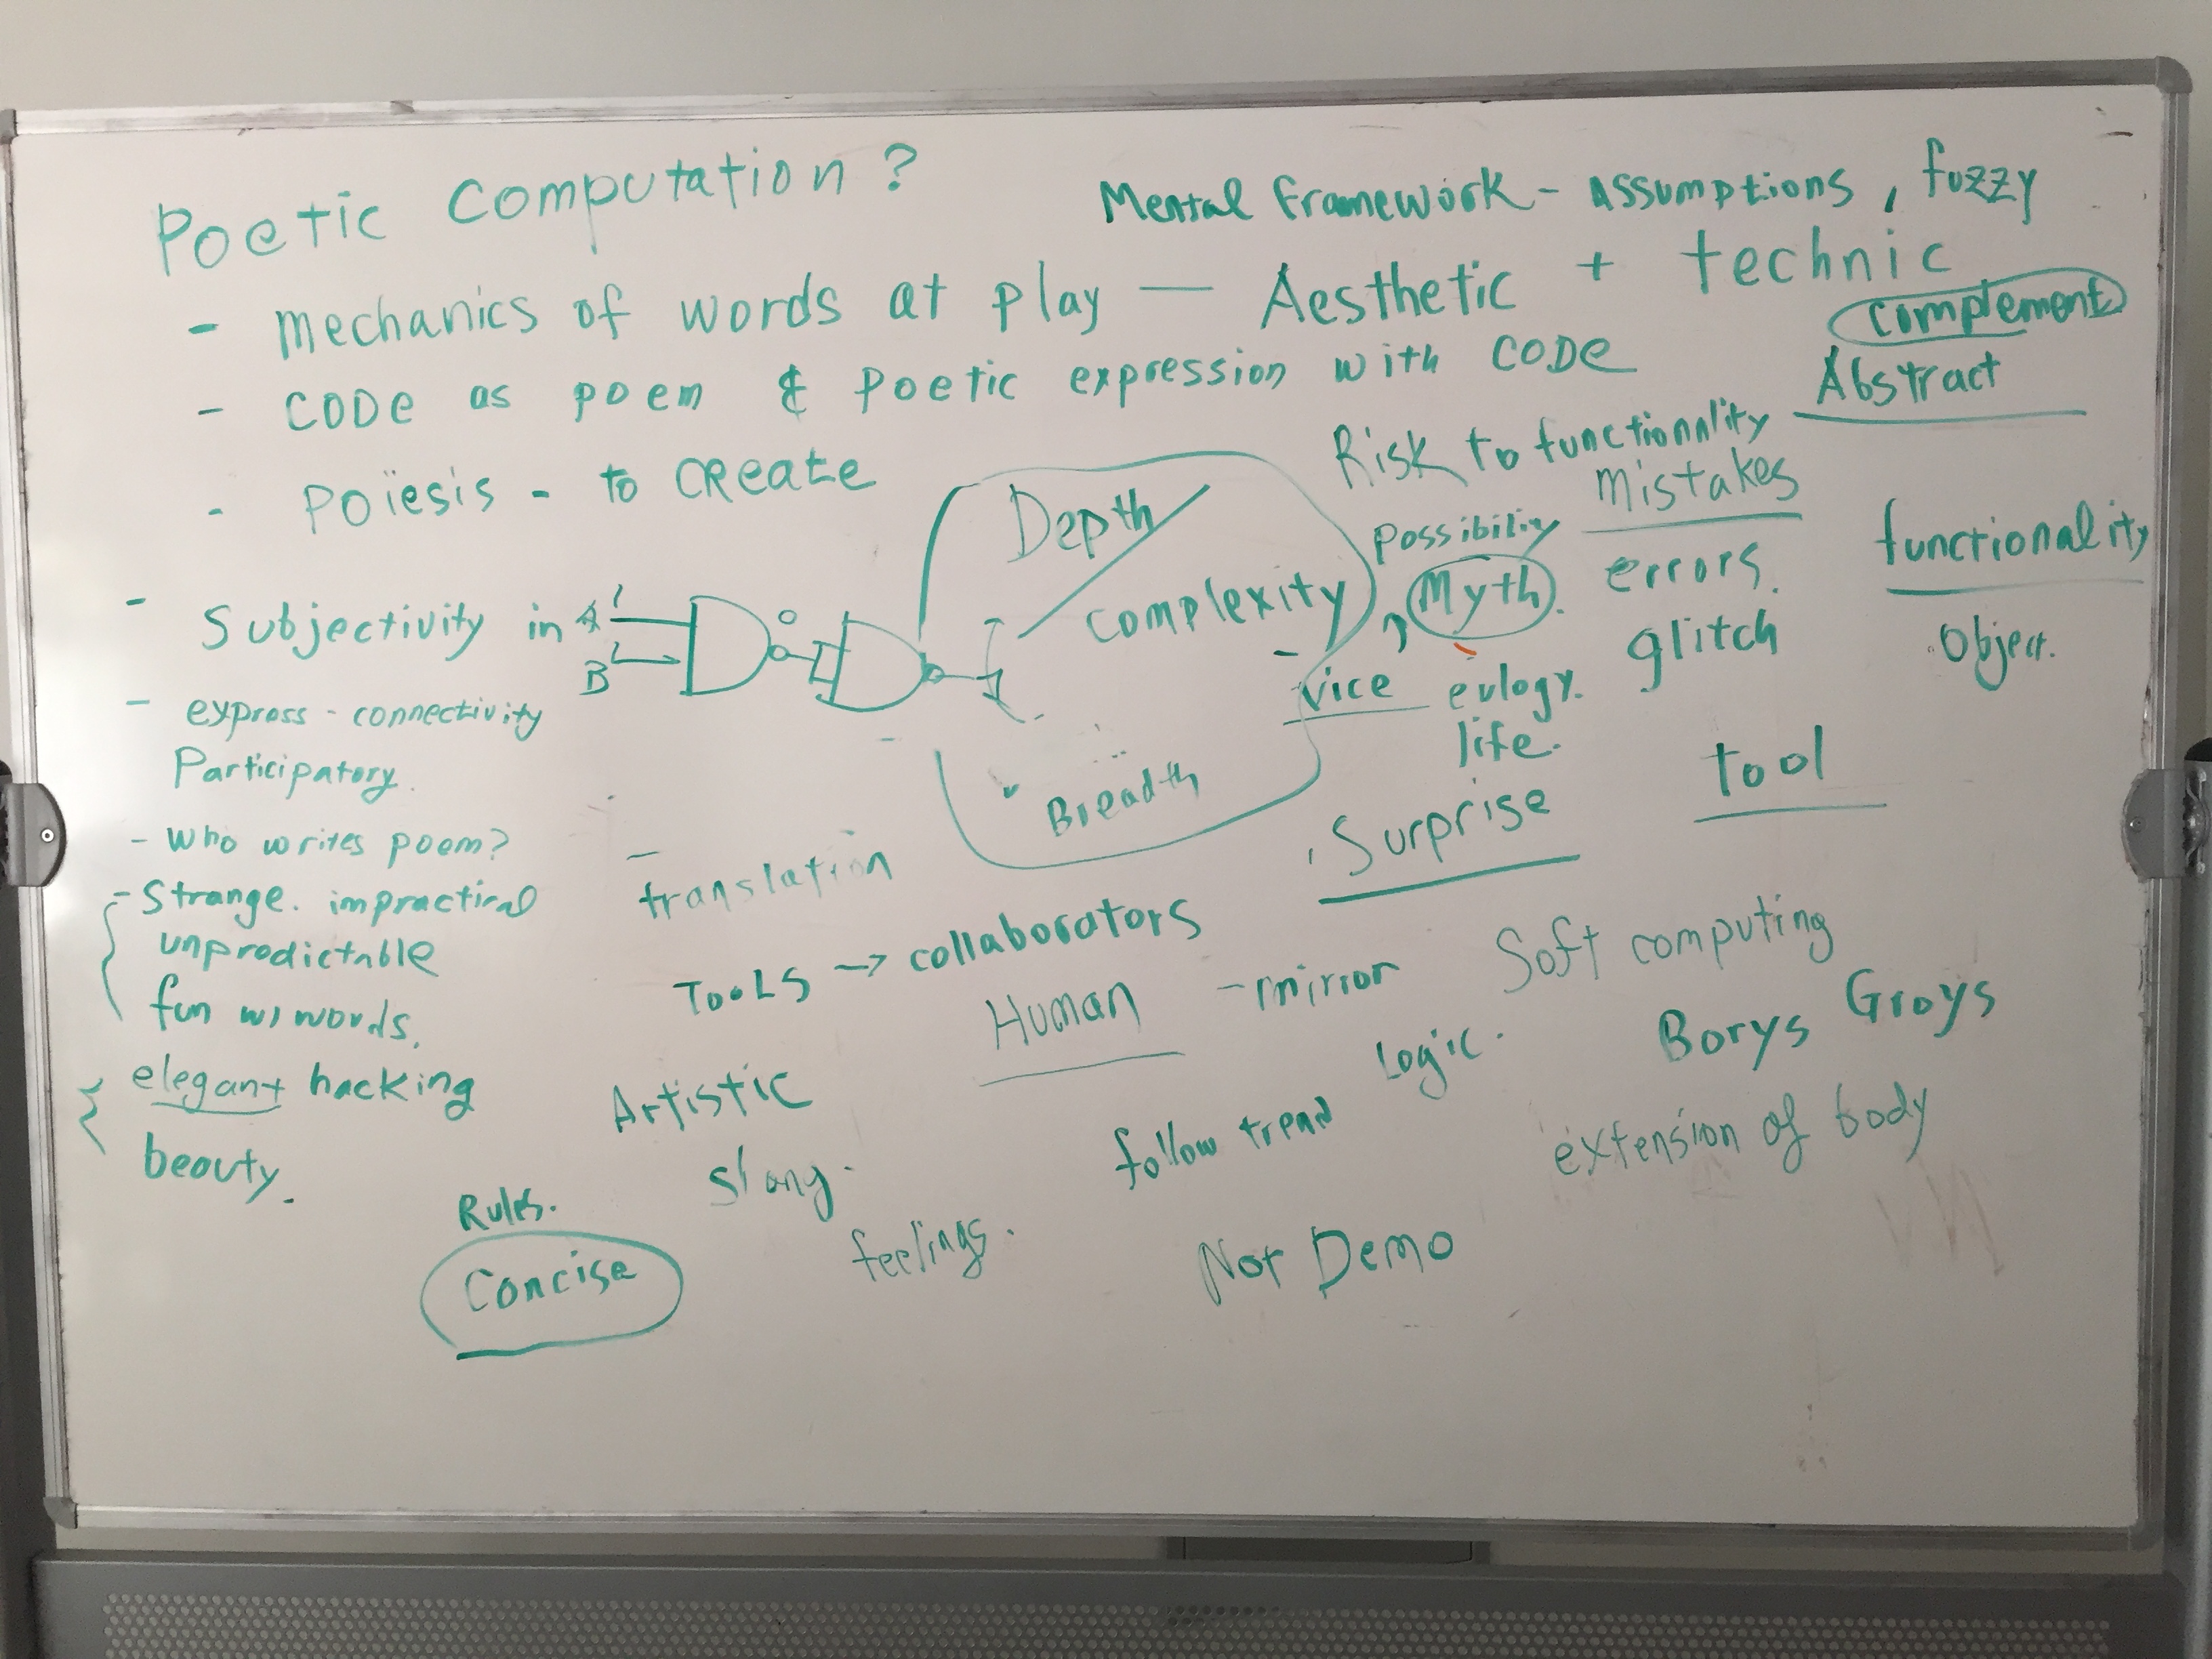 Poetic Computation?
Mental framework - assumptions, fuzzy
- mechanics of words at play — Aesthetic + technic
complement
- CODE as poem & poetic expression with CODE
Abstract
- Poïesis - to CREATE
Risk to functionality
mistakes
Depth
possibiliy
Myth.
errors.
functionality
- Subjectivity in A
B
1
1
0
complexity
glitch
Object.
- express - connectivity
Participatory.
- vice
eulogy.
life.
tool
Breadth
Surprise
- Who writes poem?
- translation
- Strange. impractical
unpredictable
fun w/ words.
TOOLS → collaborators
Human
- mirror
Soft computing
Borys Groys
Logic.
elegant hacking
beauty.
Artistic
slang.
follow trend
extension of body
Rules.
Concise
feelings.
Not Demo